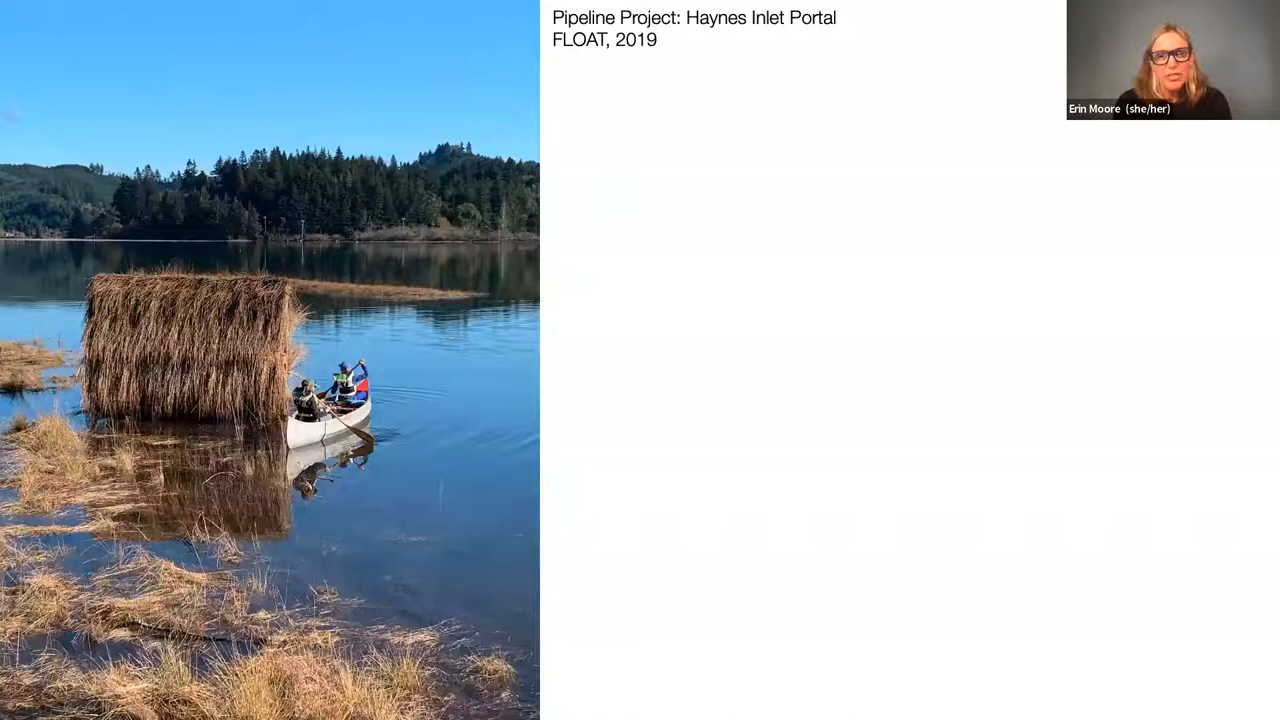 Pipeline Project: Haynes Inlet Portal
FLOAT, 2019
Erin Moore (she/her)